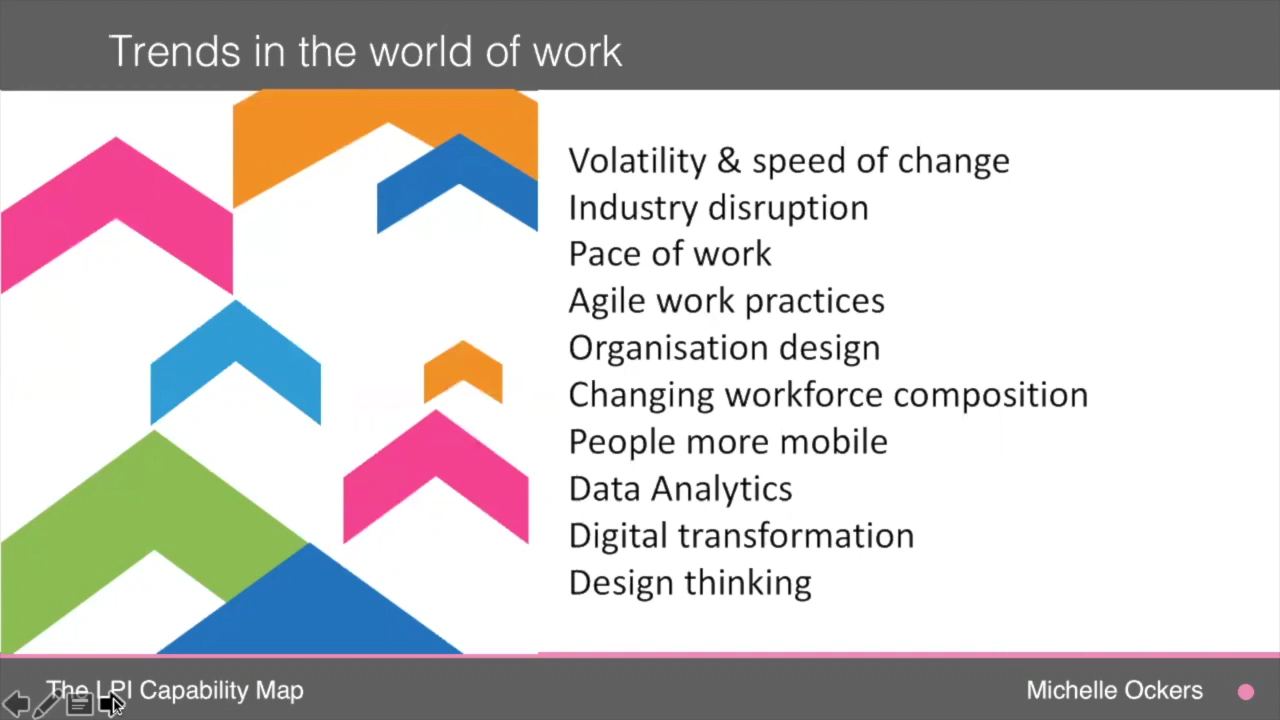 Trends in the world of work
Volatility & speed of change
Industry disruption
Pace of work
Agile work practices
Organisation design
Changing workforce composition
People more mobile
Data Analytics
Digital transformation
Design thinking
The LPI Capability Map
Michelle Ockers